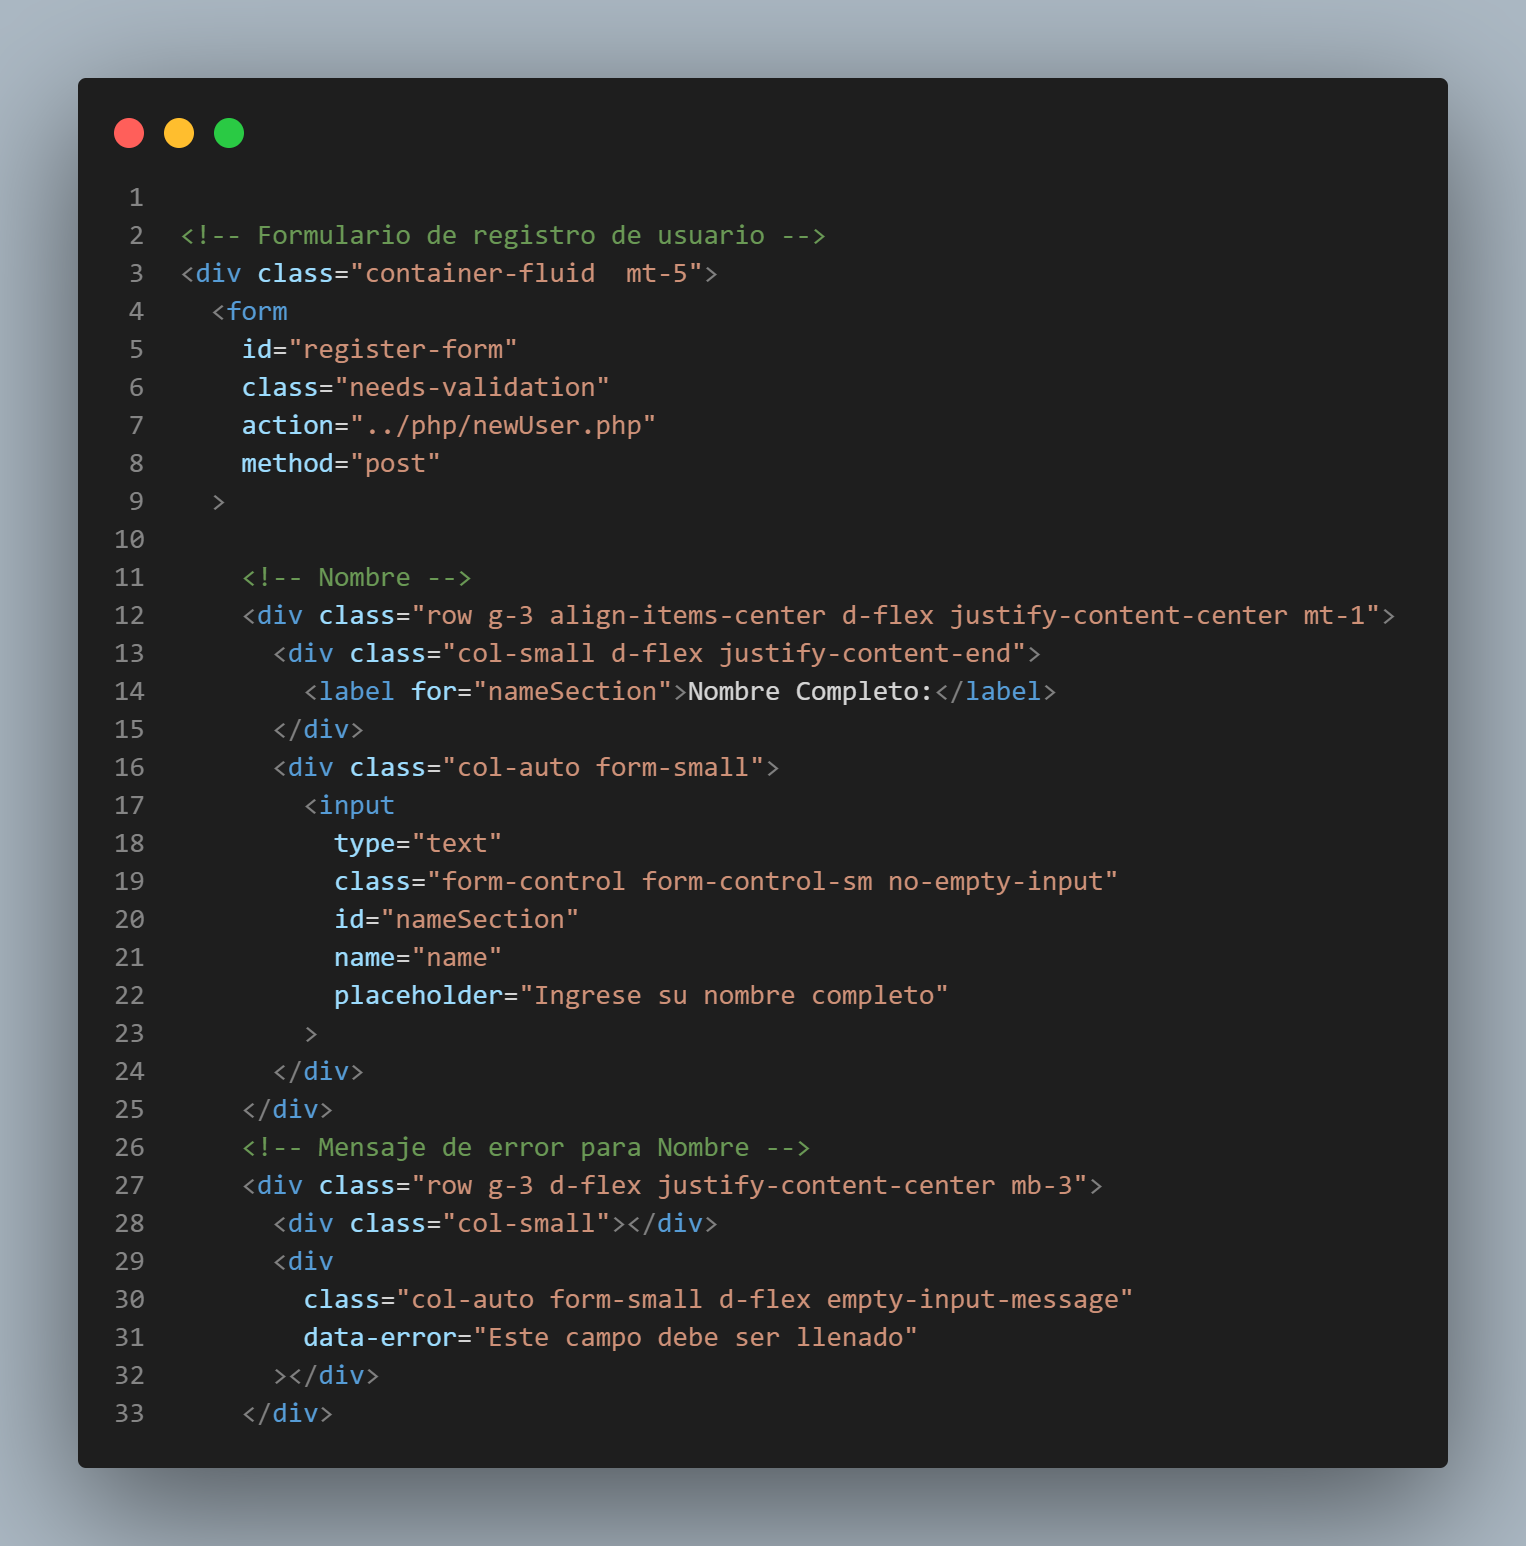 1
2 <!-- Formulario de registro de usuario -->
3 <div class="container-fluid  mt-5">
4   <form
5     id="register-form"
6     class="needs-validation"
7     action="../php/newUser.php"
8     method="post"
9   >
10
11     <!-- Nombre -->
12     <div class="row g-3 align-items-center d-flex justify-content-center mt-1">
13       <div class="col-small d-flex justify-content-end">
14         <label for="nameSection">Nombre Completo:</label>
15       </div>
16       <div class="col-auto form-small">
17         <input
18           type="text"
19           class="form-control form-control-sm no-empty-input"
20           id="nameSection"
21           name="name"
22           placeholder="Ingrese su nombre completo"
23         >
24       </div>
25     </div>
26     <!-- Mensaje de error para Nombre -->
27     <div class="row g-3 d-flex justify-content-center mb-3">
28       <div class="col-small"></div>
29       <div
30         class="col-auto form-small d-flex empty-input-message"
31         data-error="Este campo debe ser llenado"
32       ></div>
33     </div>